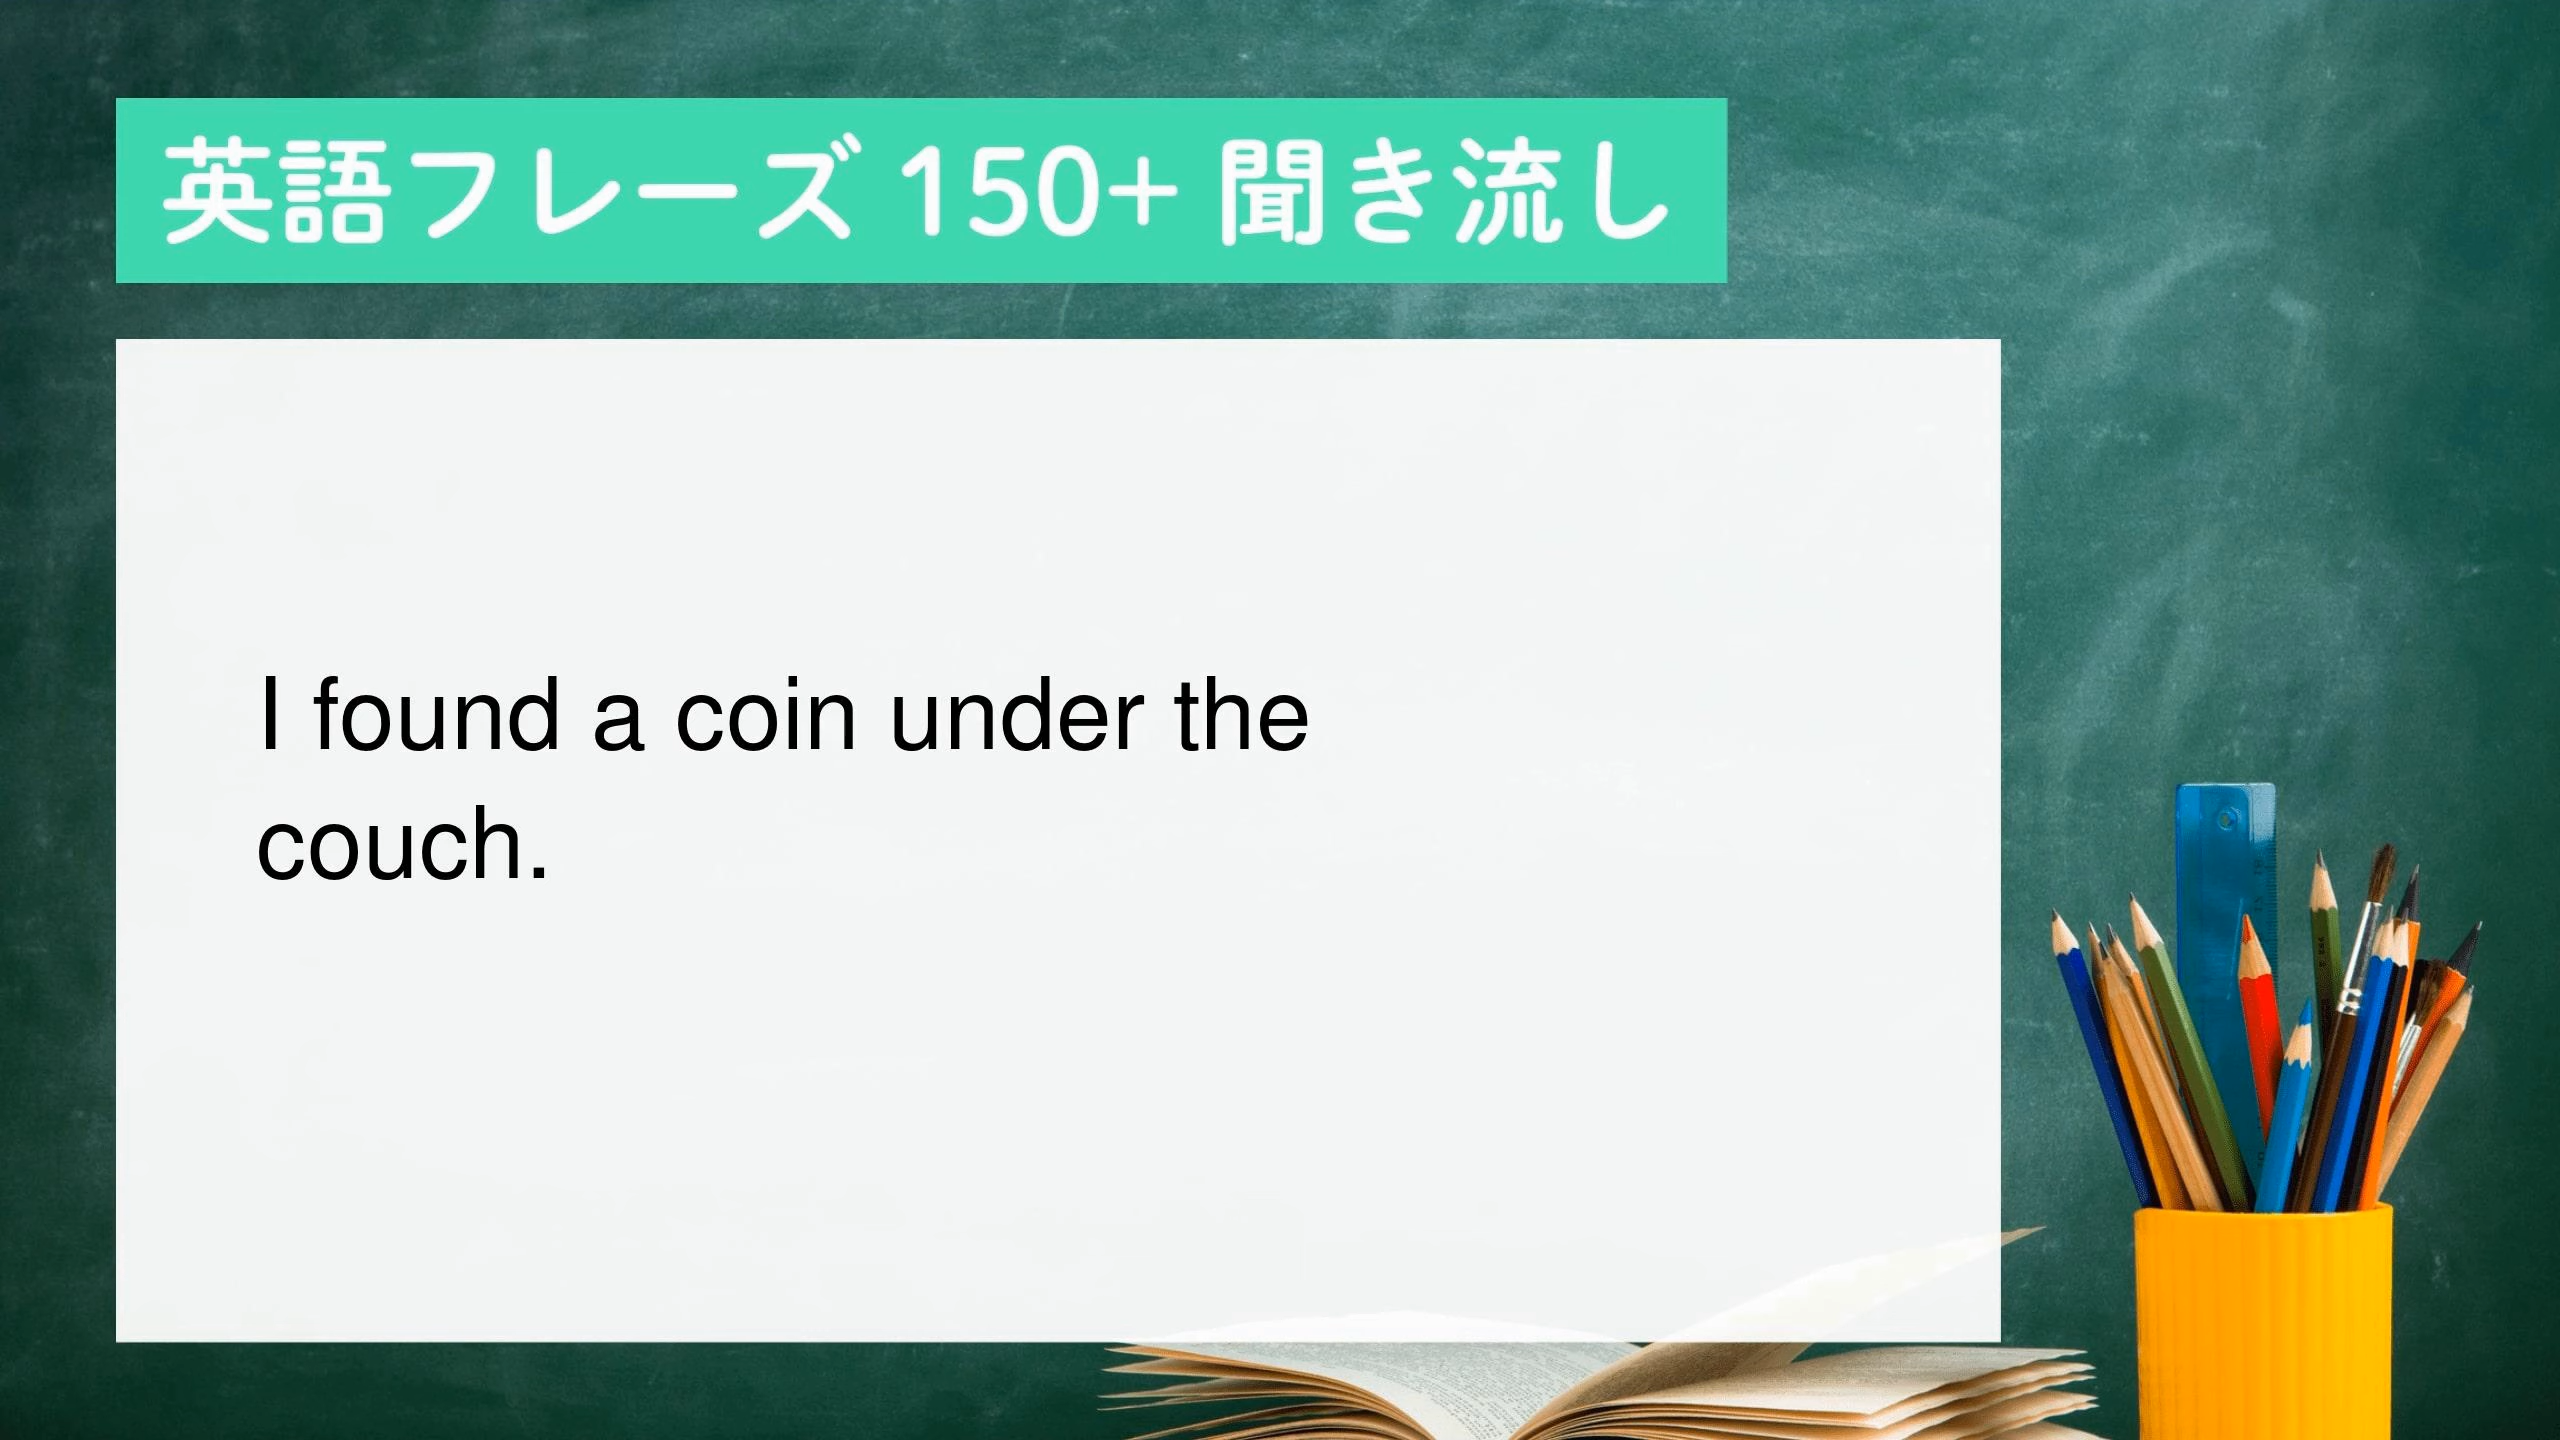 英語フレーズ 150+ 聞き流し
I found a coin under the
couch.